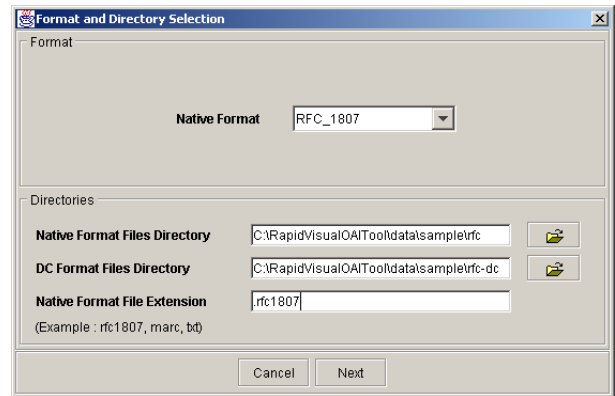 Format and Directory Selection
Format
Native Format RFC_1807
Directories
Native Format Files Directory C:\RapidVisualOAITool\data\sample\rfc
DC Format Files Directory C:\RapidVisualOAITool\data\sample\rfc-dc
Native Format File Extension .rfc1807
(Example : rfc1807, marc, txt)
Cancel Next